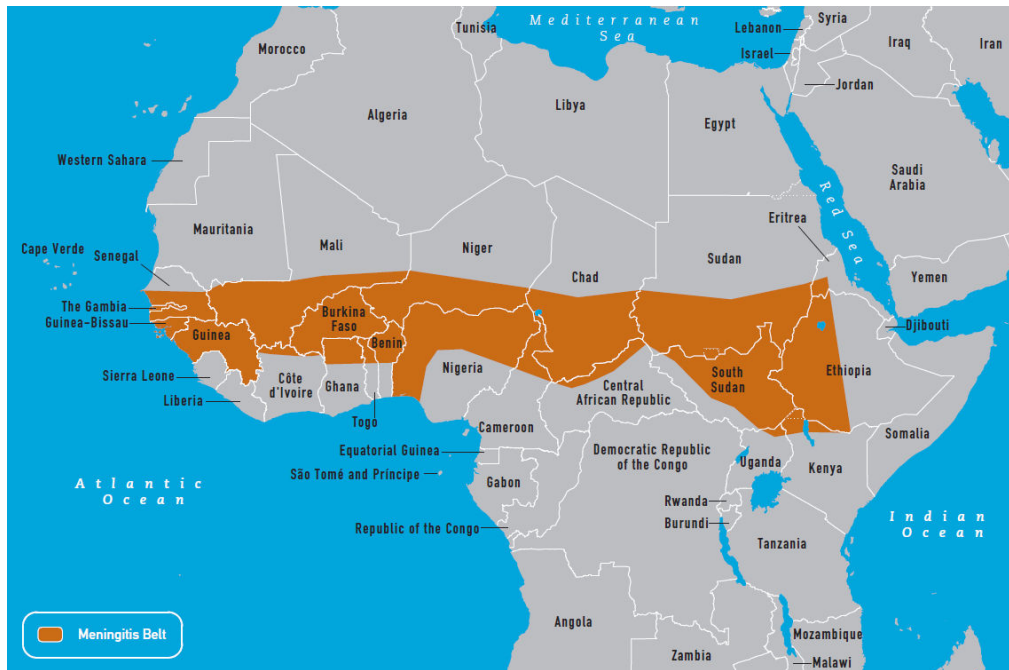 Mediterranean
Sea
Tunisia
Morocco
Lebanon
Syria
Israel
Iraq
Iran
Jordan
Algeria
Libya
Egypt
Western Sahara
Saudi
Arabia
Red Sea
Mauritania
Mali
Niger
Chad
Sudan
Eritrea
Cape Verde
Senegal
Yemen
The Gambia
Guinea-Bissau
Guinea
Burkina
Faso
Benin
Djibouti
Sierra Leone
Liberia
Côte
d'Ivoire
Ghana
Togo
Nigeria
Central
African Republic
South
Sudan
Ethiopia
Cameroon
Somalia
Equatorial Guinea
São Tomé and Príncipe
Gabon
Democratic Republic
of the Congo
Uganda
Kenya
Rwanda
Burundi
Republic of the Congo
Tanzania
Atlantic
Ocean
Indian
Ocean
Angola
Zambia
Mozambique
Malawi
Meningitis Belt